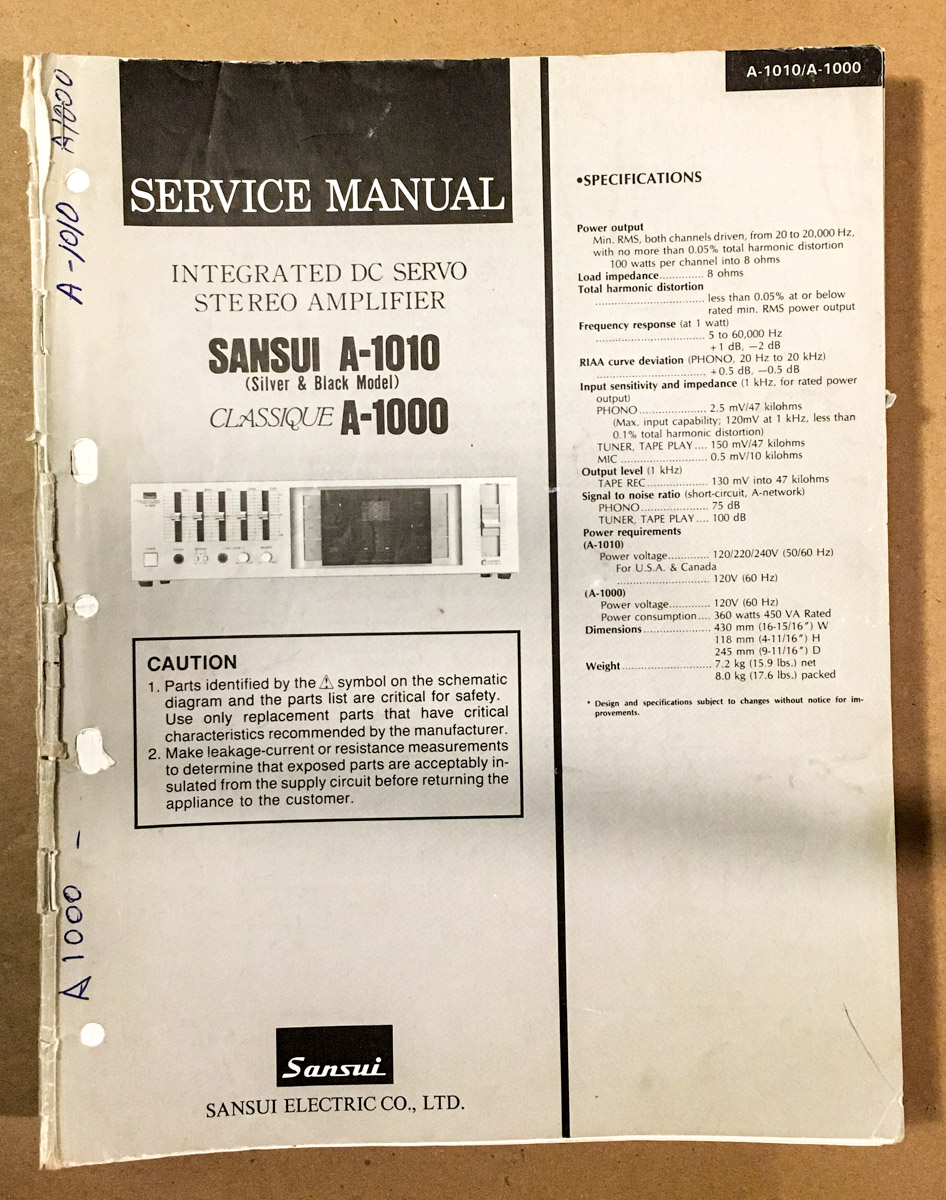 A-1010/A-1000
A1000
A-1010
A1000 -
SERVICE MANUAL
INTEGRATED DC SERVO
STEREO AMPLIFIER
SANSUI A-1010
(Silver & Black Model)
CLASSIQUE A-1000
CAUTION
1. Parts identified by the ⚠ symbol on the schematic
diagram and the parts list are critical for safety.
Use only replacement parts that have critical
characteristics recommended by the manufacturer.
2. Make leakage-current or resistance measurements
to determine that exposed parts are acceptably in-
sulated from the supply circuit before returning the
appliance to the customer.
Sansui
SANSUI ELECTRIC CO., LTD.
•SPECIFICATIONS
Power output
Min. RMS, both channels driven, from 20 to 20,000 Hz,
with no more than 0.05% total harmonic distortion
100 watts per channel into 8 ohms
Load impedance............. 8 ohms
Total harmonic distortion
............................... less than 0.05% at or below
rated min. RMS power output
Frequency response (at 1 watt)
............................... 5 to 60,000 Hz
+1 dB, −2 dB
RIAA curve deviation (PHONO, 20 Hz to 20 kHz)
............................... +0.5 dB, −0.5 dB
Input sensitivity and impedance (1 kHz, for rated power
output)
PHONO.................... 2.5 mV/47 kilohms
(Max. input capability; 120mV at 1 kHz, less than
0.1% total harmonic distortion)
TUNER, TAPE PLAY.... 150 mV/47 kilohms
MIC ......................... 0.5 mV/10 kilohms
Output level (1 kHz)
TAPE REC.................. 130 mV into 47 kilohms
Signal to noise ratio (short-circuit, A-network)
PHONO.................... 75 dB
TUNER, TAPE PLAY.... 100 dB
Power requirements
(A-1010)
Power voltage............ 120/220/240V (50/60 Hz)
For U.S.A. & Canada
........................... 120V (60 Hz)
(A-1000)
Power voltage............ 120V (60 Hz)
Power consumption.... 360 watts 450 VA Rated
Dimensions.................... 430 mm (16-15/16″) W
118 mm (4-11/16″) H
245 mm (9-11/16″) D
Weight........................... 7.2 kg (15.9 lbs.) net
8.0 kg (17.6 lbs.) packed
* Design and specifications subject to changes without notice for im-
provements.